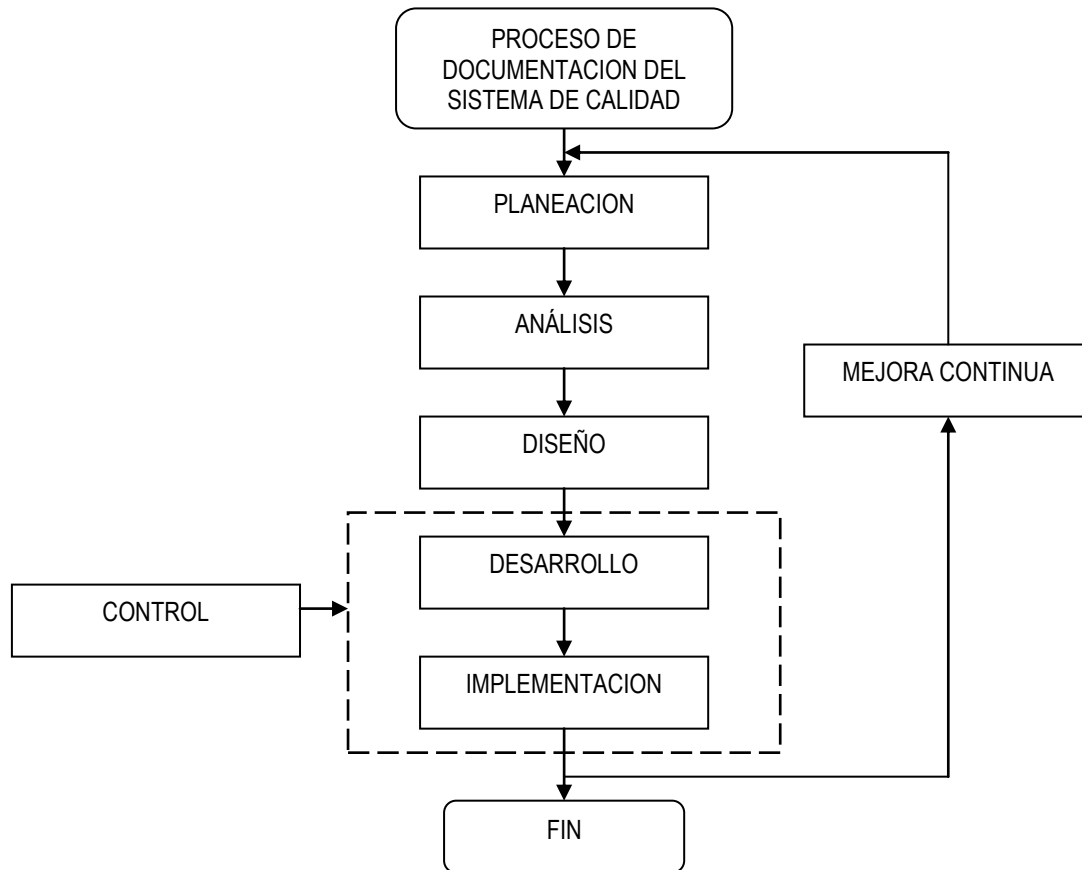 PROCESO DE
DOCUMENTACION DEL
SISTEMA DE CALIDAD
PLANEACION
ANÁLISIS
MEJORA CONTINUA
DISEÑO
DESARROLLO
CONTROL
IMPLEMENTACION
FIN